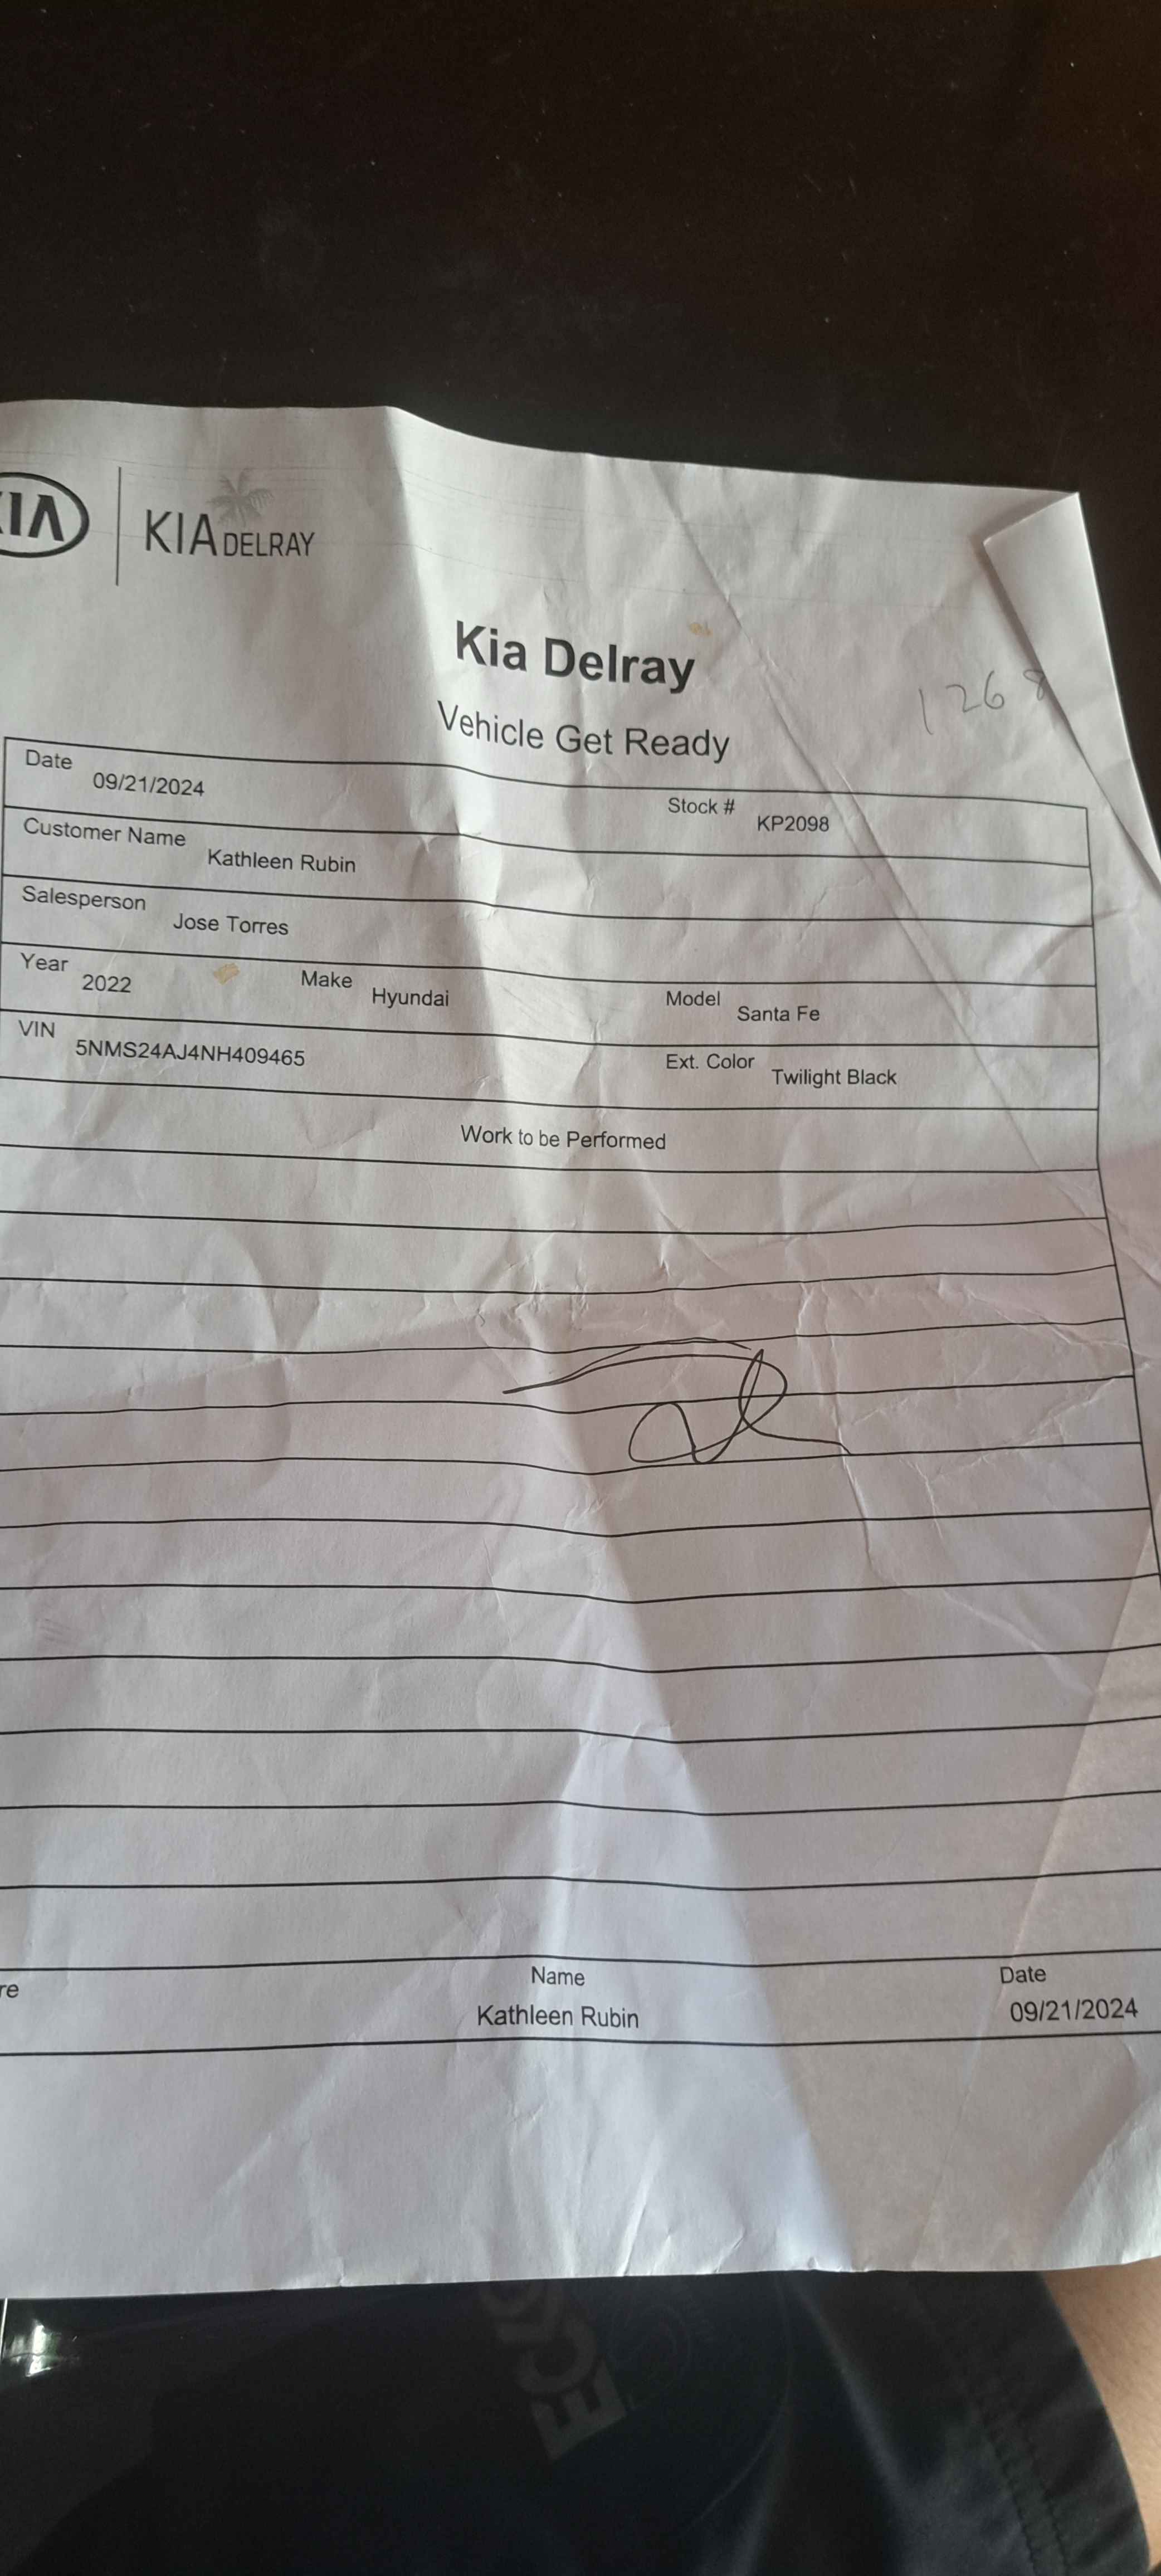 KIA
KIA DELRAY
Kia Delray
1268
Vehicle Get Ready
Date 09/21/2024 Stock # KP2098
Customer Name Kathleen Rubin
Salesperson Jose Torres
Year 2022 Make Hyundai Model Santa Fe
VIN 5NMS24AJ4NH409465 Ext. Color Twilight Black
Work to be Performed
re Name Date
Kathleen Rubin 09/21/2024